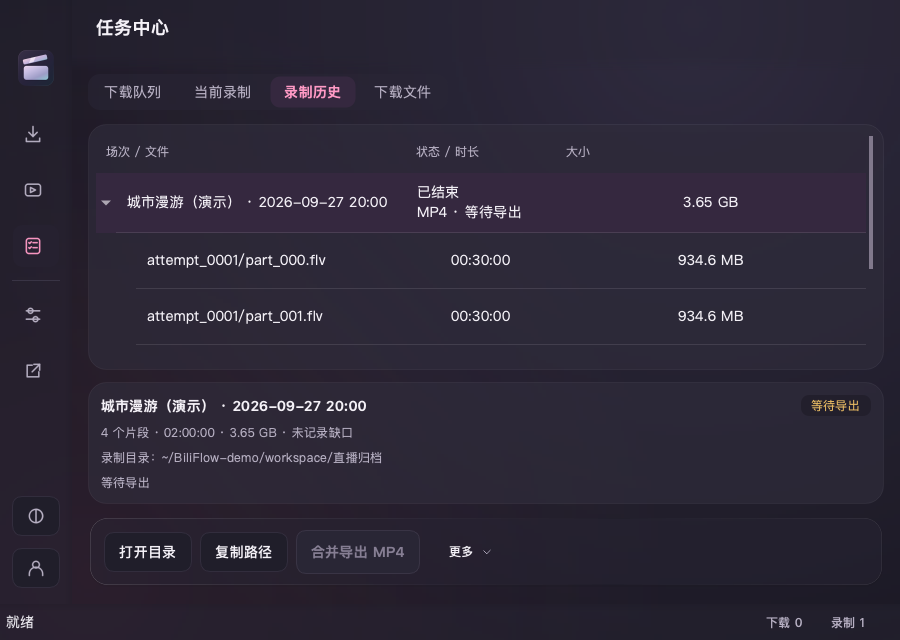 任务中心
下载队列 当前录制 录制历史 下载文件
场次 / 文件 状态 / 时长 大小
城市漫游（演示） · 2026-09-27 20:00 已结束 3.65 GB
MP4 · 等待导出
attempt_0001/part_000.flv 00:30:00 934.6 MB
attempt_0001/part_001.flv 00:30:00 934.6 MB
城市漫游（演示） · 2026-09-27 20:00 等待导出
4 个片段 · 02:00:00 · 3.65 GB · 未记录缺口
录制目录：~/BiliFlow-demo/workspace/直播归档
等待导出
打开目录 复制路径 合并导出 MP4 更多
就绪 下载 0 录制 1